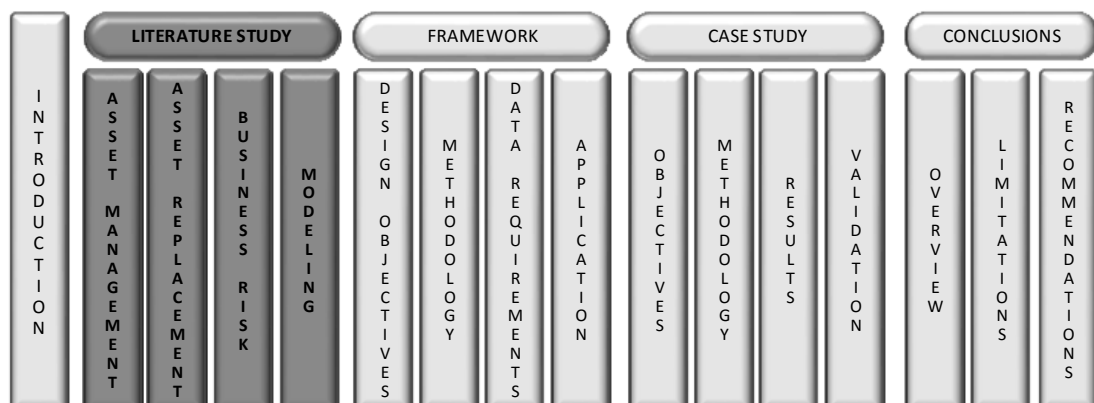 INTRODUCTION
LITERATURE STUDY
ASSET MANAGEMENT
ASSET REPLACEMENT
BUSINESS RISK
MODELING
FRAMEWORK
DESIGN OBJECTIVES
METHODOLOGY
DATA REQUIREMENTS
APPLICATION
CASE STUDY
OBJECTIVES
METHODOLOGY
RESULTS
VALIDATION
CONCLUSIONS
OVERVIEW
LIMITATIONS
RECOMMENDATIONS